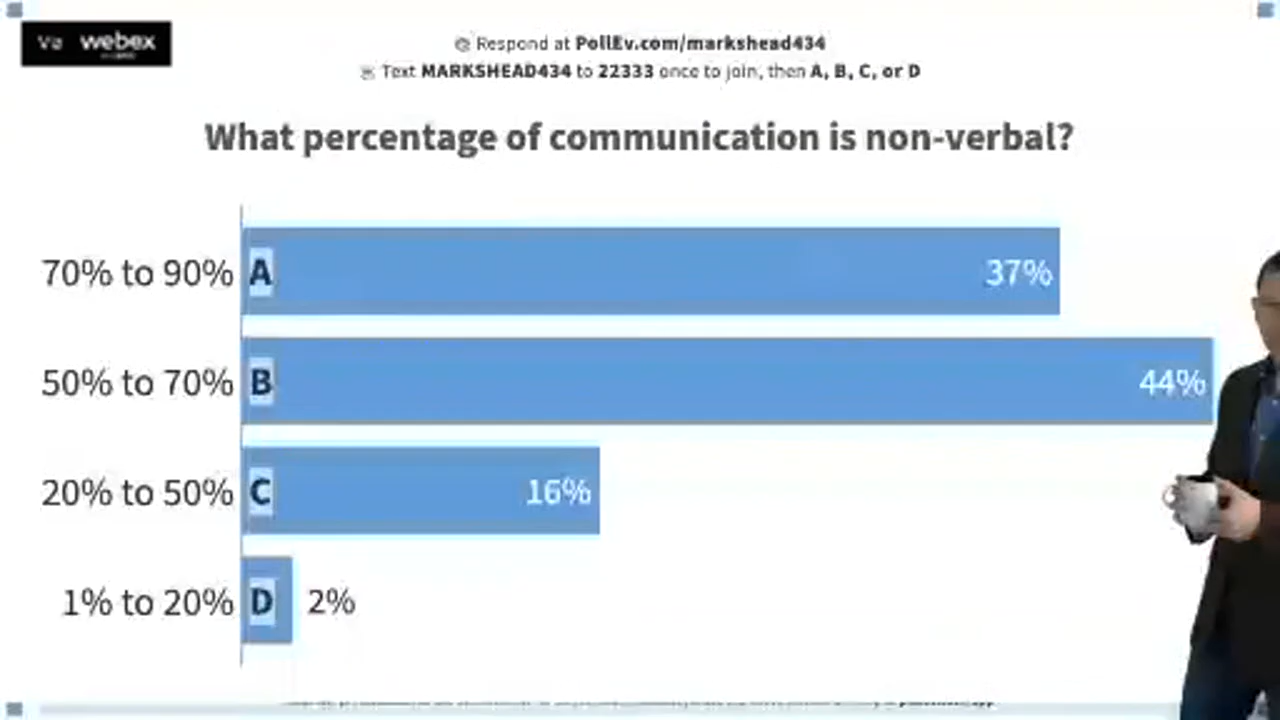 Via webex
Respond at PollEv.com/markshead434
Text MARKSHEAD434 to 22333 once to join, then A, B, C, or D
What percentage of communication is non-verbal?
70% to 90% A 37%
50% to 70% B 44%
20% to 50% C 16%
1% to 20% D 2%